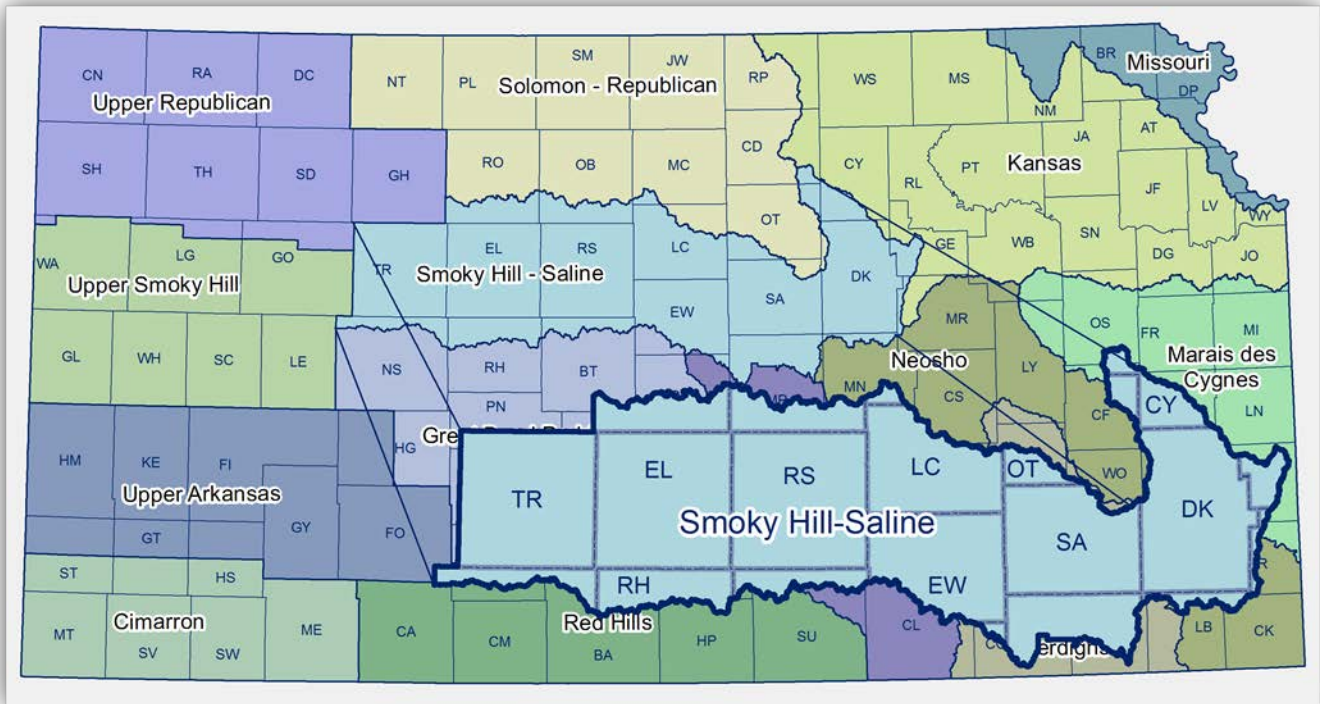 CN RA DC NT PL SM JW RP WS MS BR Missouri
Upper Republican Solomon - Republican DP
NM
SH TH SD GH RO OB MC CD CY RL PT JA AT
Kansas JF LV WY
OT
WA LG GO TR EL RS LC DK GE WB SN DG JO
Upper Smoky Hill Smoky Hill - Saline SA
EW MR OS FR MI
GL WH SC LE NS RH BT Neosho LY Marais des
Cygnes
PN MN CS CF LN
HM KE FI HG WO
Upper Arkansas
GT GY FO
ST HS
Cimarron
MT SV SW ME CA CM BA HP SU CL LB CK
Red Hills
TR EL RS LC OT CY
Smoky Hill-Saline SA DK
RH EW